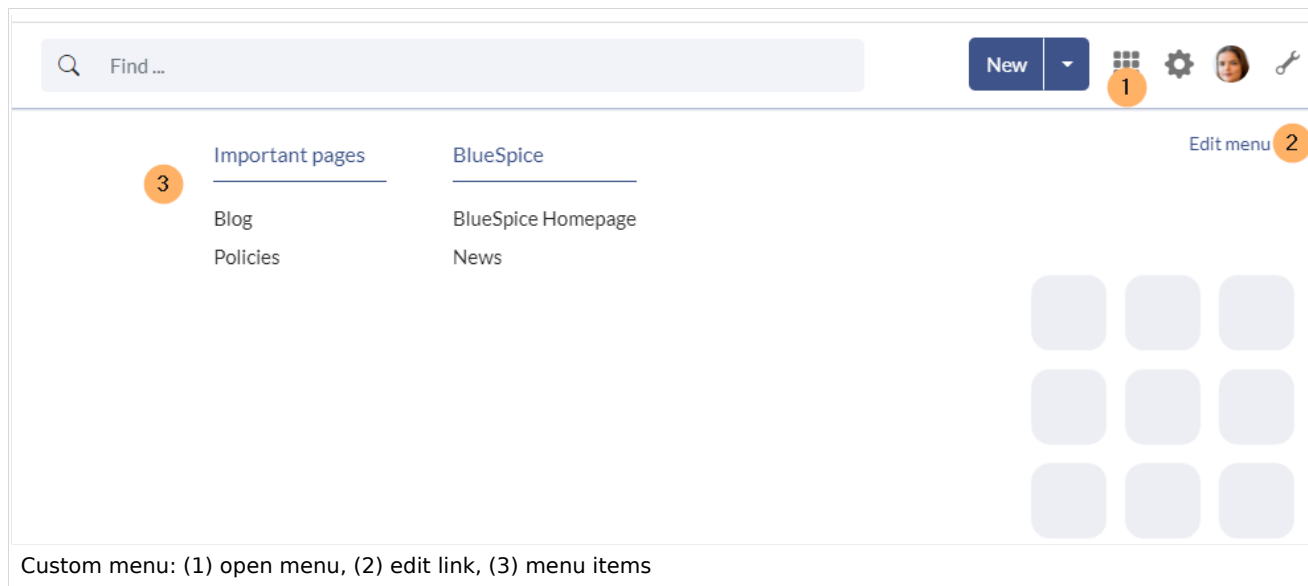 Find ...
New
1
Edit menu 2
Important pages BlueSpice
3
Blog BlueSpice Homepage
Policies News
Custom menu: (1) open menu, (2) edit link, (3) menu items